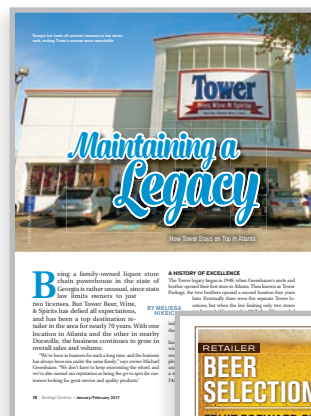 Georgia law limits all package licensees to two stores
each, making Tower's success more remarkable.
Tower
Beer, Wine & Spirits
Maintaining a
Legacy
How Tower Stays on Top in Atlanta
BY MELISSA
NIKSIC
Being a family-owned liquor store
chain powerhouse in the state of
Georgia is rather unusual, since state
law limits owners to just
two licenses. But Tower Beer, Wine,
& Spirits has defied all expectations,
and has been a top destination re-
tailer in the area for nearly 70 years. With one
location in Atlanta and the other in nearby
Doraville, the business continues to grow in
overall sales and volume.
"We've been in business for such a long time, and the business
has always been run under the same family," says owner Michael
Greenbaum. "We don't have to keep reinventing the wheel, and
we've also earned our reputation as being the go-to spot for cus-
tomers looking for great service and quality products."
A HISTORY OF EXCELLENCE
The Tower legacy began in 1948, when Greenbaum's uncle and
brother opened their first store in Atlanta. Then known as Tower
Package, the two brothers opened a second location four years
later. Eventually there were five separate Tower lo-
cations, but when the law limiting only two stores
16 Beverage Dynamics • January/February 2017
RETAILER
BEER
SELECTION